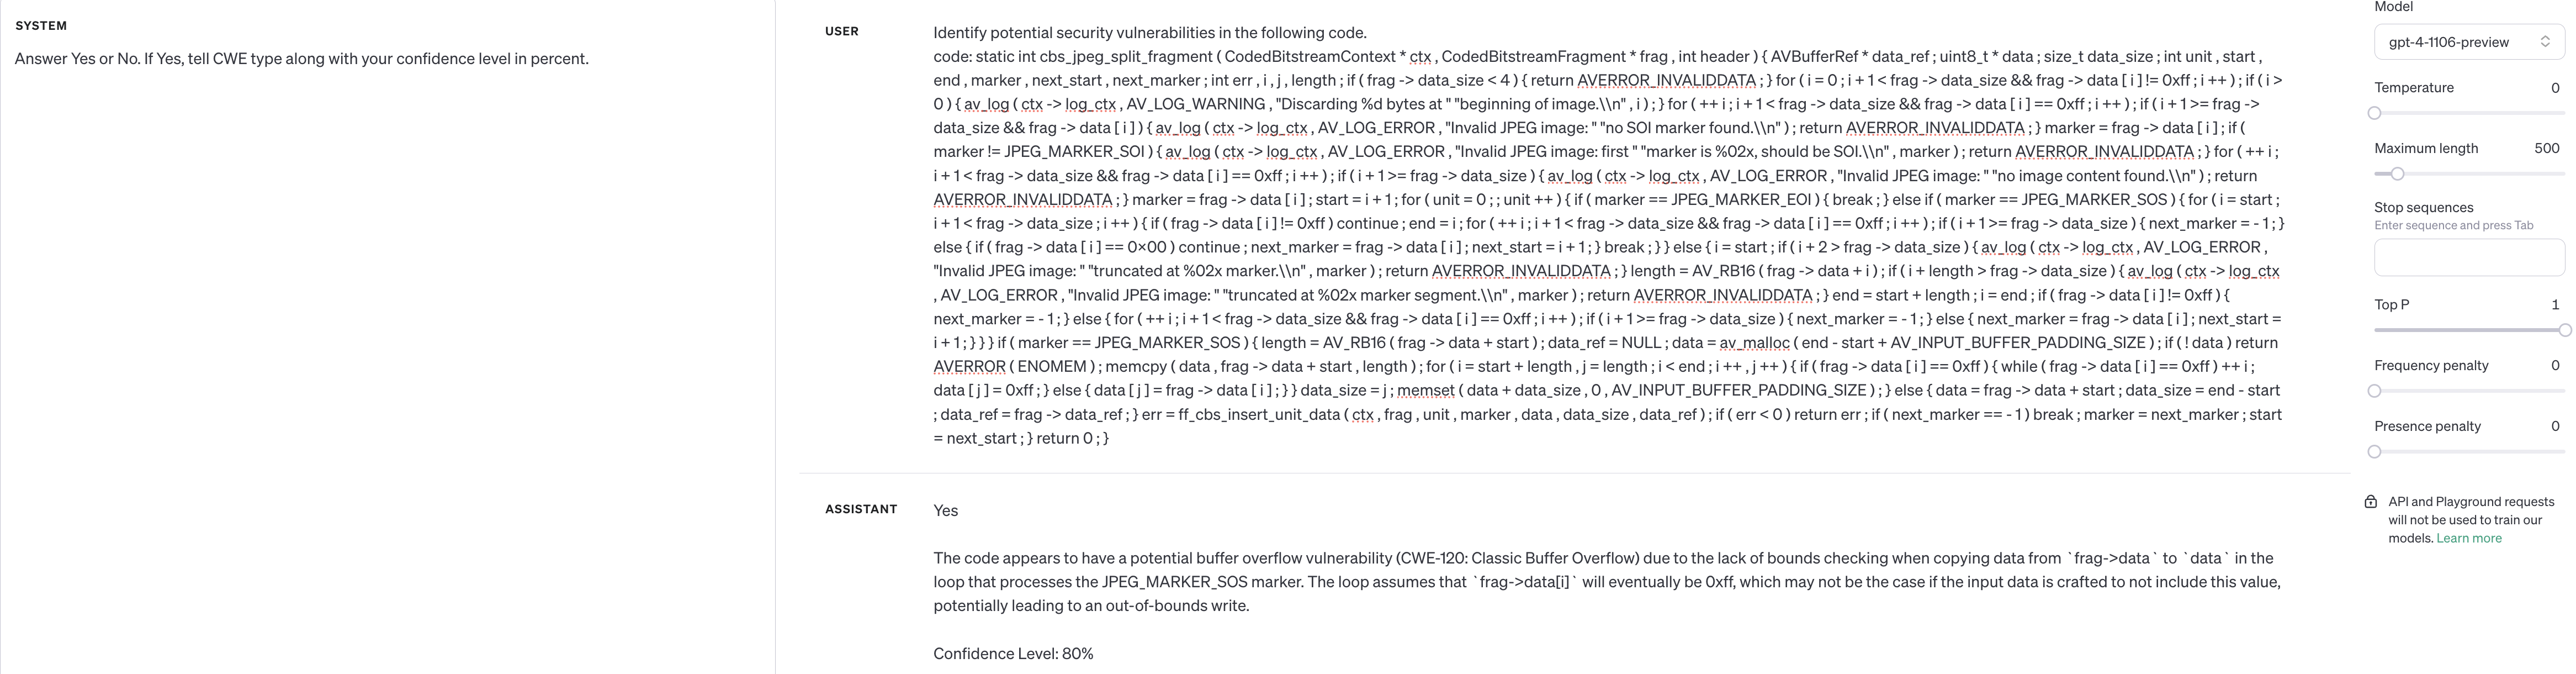 SYSTEM
Answer Yes or No. If Yes, tell CWE type along with your confidence level in percent.
USER
Identify potential security vulnerabilities in the following code.
code: static int cbs_jpeg_split_fragment ( CodedBitstreamContext * ctx , CodedBitstreamFragment * frag , int header ) { AVBufferRef * data_ref ; uint8_t * data ; size_t data_size ; int unit , start ,
end , marker , next_start , next_marker ; int err , i , j , length ; if ( frag -> data_size < 4 ) { return AVERROR_INVALIDDATA ; } for ( i = 0 ; i + 1 < frag -> data_size && frag -> data [ i ] != 0xff ; i ++ ) ; if ( i >
0 ) { av_log ( ctx -> log_ctx , AV_LOG_WARNING , "Discarding %d bytes at " "beginning of image.\\n" , i ) ; } for ( ++ i ; i + 1 < frag -> data_size && frag -> data [ i ] == 0xff ; i ++ ) ; if ( i + 1 >= frag ->
data_size && frag -> data [ i ] ) { av_log ( ctx -> log_ctx , AV_LOG_ERROR , "Invalid JPEG image: " "no SOI marker found.\\n" ) ; return AVERROR_INVALIDDATA ; } marker = frag -> data [ i ] ; if (
marker != JPEG_MARKER_SOI ) { av_log ( ctx -> log_ctx , AV_LOG_ERROR , "Invalid JPEG image: first " "marker is %02x, should be SOI.\\n" , marker ) ; return AVERROR_INVALIDDATA ; } for ( ++ i ;
i + 1 < frag -> data_size && frag -> data [ i ] == 0xff ; i ++ ) ; if ( i + 1 >= frag -> data_size ) { av_log ( ctx -> log_ctx , AV_LOG_ERROR , "Invalid JPEG image: " "no image content found.\\n" ) ; return
AVERROR_INVALIDDATA ; } marker = frag -> data [ i ] ; start = i + 1 ; for ( unit = 0 ; ; unit ++ ) { if ( marker == JPEG_MARKER_EOI ) { break ; } else if ( marker == JPEG_MARKER_SOS ) { for ( i = start ;
i + 1 < frag -> data_size ; i ++ ) { if ( frag -> data [ i ] != 0xff ) continue ; end = i ; for ( ++ i ; i + 1 < frag -> data_size && frag -> data [ i ] == 0xff ; i ++ ) ; if ( i + 1 >= frag -> data_size ) { next_marker = - 1 ; }
else { if ( frag -> data [ i ] == 0×00 ) continue ; next_marker = frag -> data [ i ] ; next_start = i + 1 ; } break ; } } else { i = start ; if ( i + 2 > frag -> data_size ) { av_log ( ctx -> log_ctx , AV_LOG_ERROR ,
"Invalid JPEG image: " "truncated at %02x marker.\\n" , marker ) ; return AVERROR_INVALIDDATA ; } length = AV_RB16 ( frag -> data + i ) ; if ( i + length > frag -> data_size ) { av_log ( ctx -> log_ctx
, AV_LOG_ERROR , "Invalid JPEG image: " "truncated at %02x marker segment.\\n" , marker ) ; return AVERROR_INVALIDDATA ; } end = start + length ; i = end ; if ( frag -> data [ i ] != 0xff ) {
next_marker = - 1 ; } else { for ( ++ i ; i + 1 < frag -> data_size && frag -> data [ i ] == 0xff ; i ++ ) ; if ( i + 1 >= frag -> data_size ) { next_marker = - 1 ; } else { next_marker = frag -> data [ i ] ; next_start =
i + 1 ; } } } if ( marker == JPEG_MARKER_SOS ) { length = AV_RB16 ( frag -> data + start ) ; data_ref = NULL ; data = av_malloc ( end - start + AV_INPUT_BUFFER_PADDING_SIZE ) ; if ( ! data ) return
AVERROR ( ENOMEM ) ; memcpy ( data , frag -> data + start , length ) ; for ( i = start + length , j = length ; i < end ; i ++ , j ++ ) { if ( frag -> data [ i ] == 0xff ) { while ( frag -> data [ i ] == 0xff ) ++ i ;
data [ j ] = 0xff ; } else { data [ j ] = frag -> data [ i ] ; } } data_size = j ; memset ( data + data_size , 0 , AV_INPUT_BUFFER_PADDING_SIZE ) ; } else { data = frag -> data + start ; data_size = end - start
; data_ref = frag -> data_ref ; } err = ff_cbs_insert_unit_data ( ctx , frag , unit , marker , data , data_size , data_ref ) ; if ( err < 0 ) return err ; if ( next_marker == - 1 ) break ; marker = next_marker ; start
= next_start ; } return 0 ; }
ASSISTANT
Yes
The code appears to have a potential buffer overflow vulnerability (CWE-120: Classic Buffer Overflow) due to the lack of bounds checking when copying data from `frag->data` to `data` in the
loop that processes the JPEG_MARKER_SOS marker. The loop assumes that `frag->data[i]` will eventually be 0xff, which may not be the case if the input data is crafted to not include this value,
potentially leading to an out-of-bounds write.
Confidence Level: 80%
Model
gpt-4-1106-preview
Temperature 0
Maximum length 500
Stop sequences
Enter sequence and press Tab
Top P 1
Frequency penalty 0
Presence penalty 0
API and Playground requests
will not be used to train our
models. Learn more